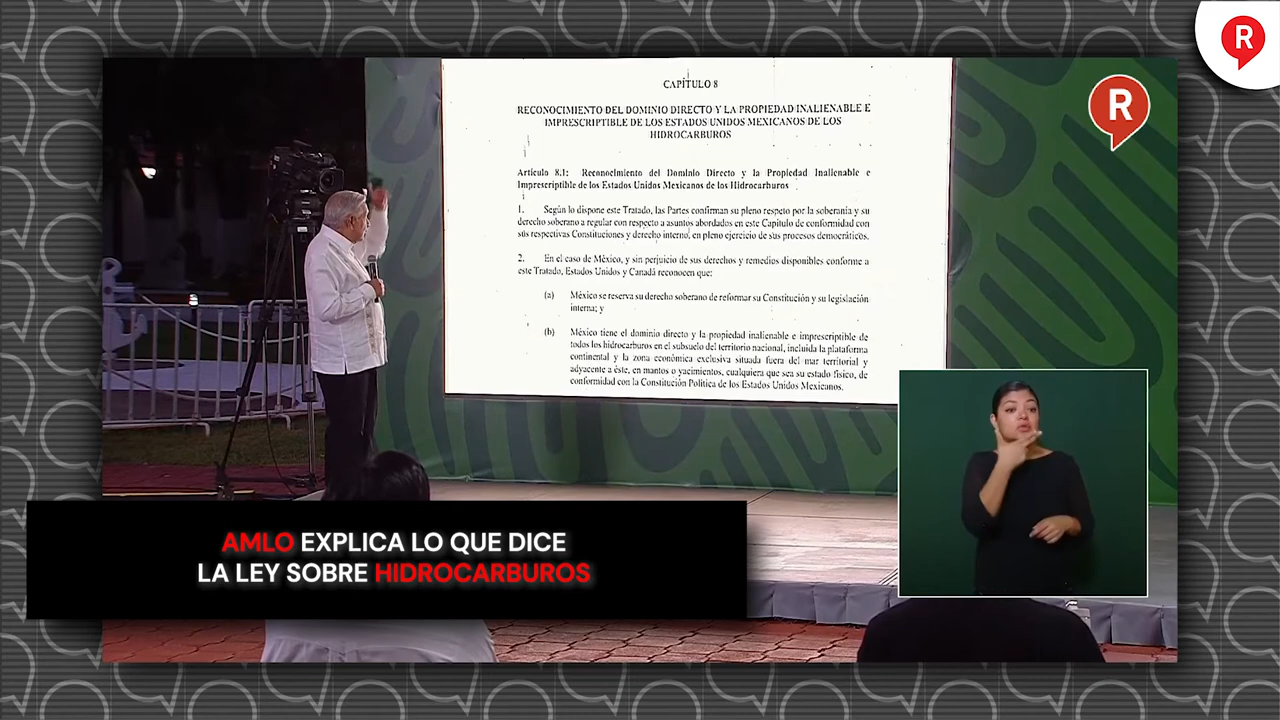 R
R
CAPÍTULO 8
RECONOCIMIENTO DEL DOMINIO DIRECTO Y LA PROPIEDAD INALIENABLE E
IMPRESCRIPTIBLE DE LOS ESTADOS UNIDOS MEXICANOS DE LOS
HIDROCARBUROS
Artículo 8.1: Reconocimiento del Dominio Directo y la Propiedad Inalienable e
Imprescriptible de los Estados Unidos Mexicanos de los Hidrocarburos
1. Según lo dispone este Tratado, las Partes confirman su pleno respeto por la soberanía y su
derecho soberano a regular con respecto a asuntos abordados en este Capítulo de conformidad con
sus respectivas Constituciones y derecho interno, en pleno ejercicio de sus procesos democráticos.
2. En el caso de México, y sin perjuicio de sus derechos y remedios disponibles conforme a
este Tratado, Estados Unidos y Canadá reconocen que:
(a) México se reserva su derecho soberano de reformar su Constitución y su legislación
interna; y
(b) México tiene el dominio directo y la propiedad inalienable e imprescriptible de
todos los hidrocarburos en el subsuelo del territorio nacional, incluida la plataforma
continental y la zona económica exclusiva situada fuera del mar territorial y
adyacente a éste, en mantos o yacimientos, cualquiera que sea su estado físico, de
conformidad con la Constitución Política de los Estados Unidos Mexicanos.
AMLO EXPLICA LO QUE DICE
LA LEY SOBRE HIDROCARBUROS